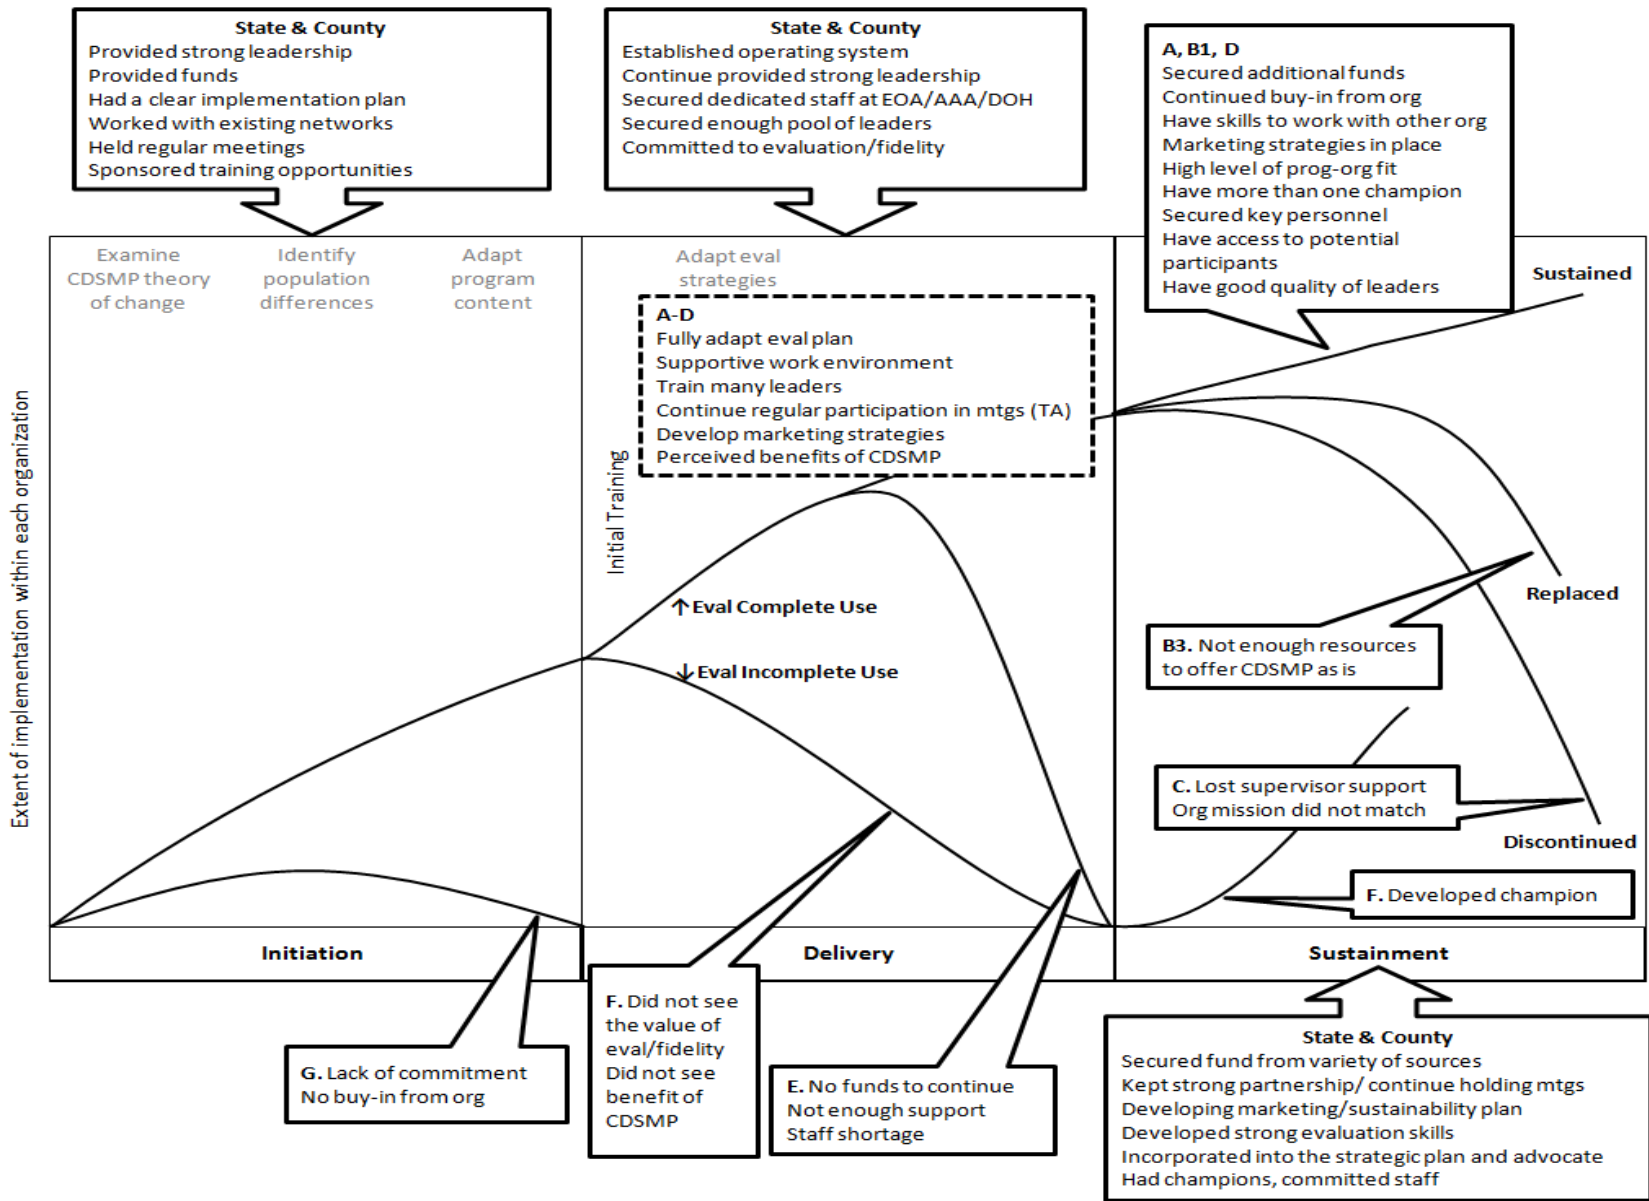 State & County
Provided strong leadership
Provided funds
Had a clear implementation plan
Worked with existing networks
Held regular meetings
Sponsored training opportunities
State & County
Established operating system
Continue provided strong leadership
Secured dedicated staff at EOA/AAA/DOH
Secured enough pool of leaders
Committed to evaluation/fidelity
A, B1, D
Secured additional funds
Continued buy-in from org
Have skills to work with other org
Marketing strategies in place
High level of prog-org fit
Have more than one champion
Secured key personnel
Have access to potential
participants
Have good quality of leaders
Examine
CDSMP theory
of change
Identify
population
differences
Adapt
program
content
Adapt eval
strategies
Sustained
A-D
Fully adapt eval plan
Supportive work environment
Train many leaders
Continue regular participation in mtgs (TA)
Develop marketing strategies
Perceived benefits of CDSMP
Extent of implementation within each organization
Initial Training
↑Eval Complete Use
↓Eval Incomplete Use
Replaced
B3. Not enough resources
to offer CDSMP as is
C. Lost supervisor support
Org mission did not match
Discontinued
F. Developed champion
Initiation
Delivery
Sustainment
G. Lack of commitment
No buy-in from org
F. Did not see
the value of
eval/fidelity
Did not see
benefit of
CDSMP
E. No funds to continue
Not enough support
Staff shortage
State & County
Secured fund from variety of sources
Kept strong partnership/ continue holding mtgs
Developing marketing/sustainability plan
Developed strong evaluation skills
Incorporated into the strategic plan and advocate
Had champions, committed staff